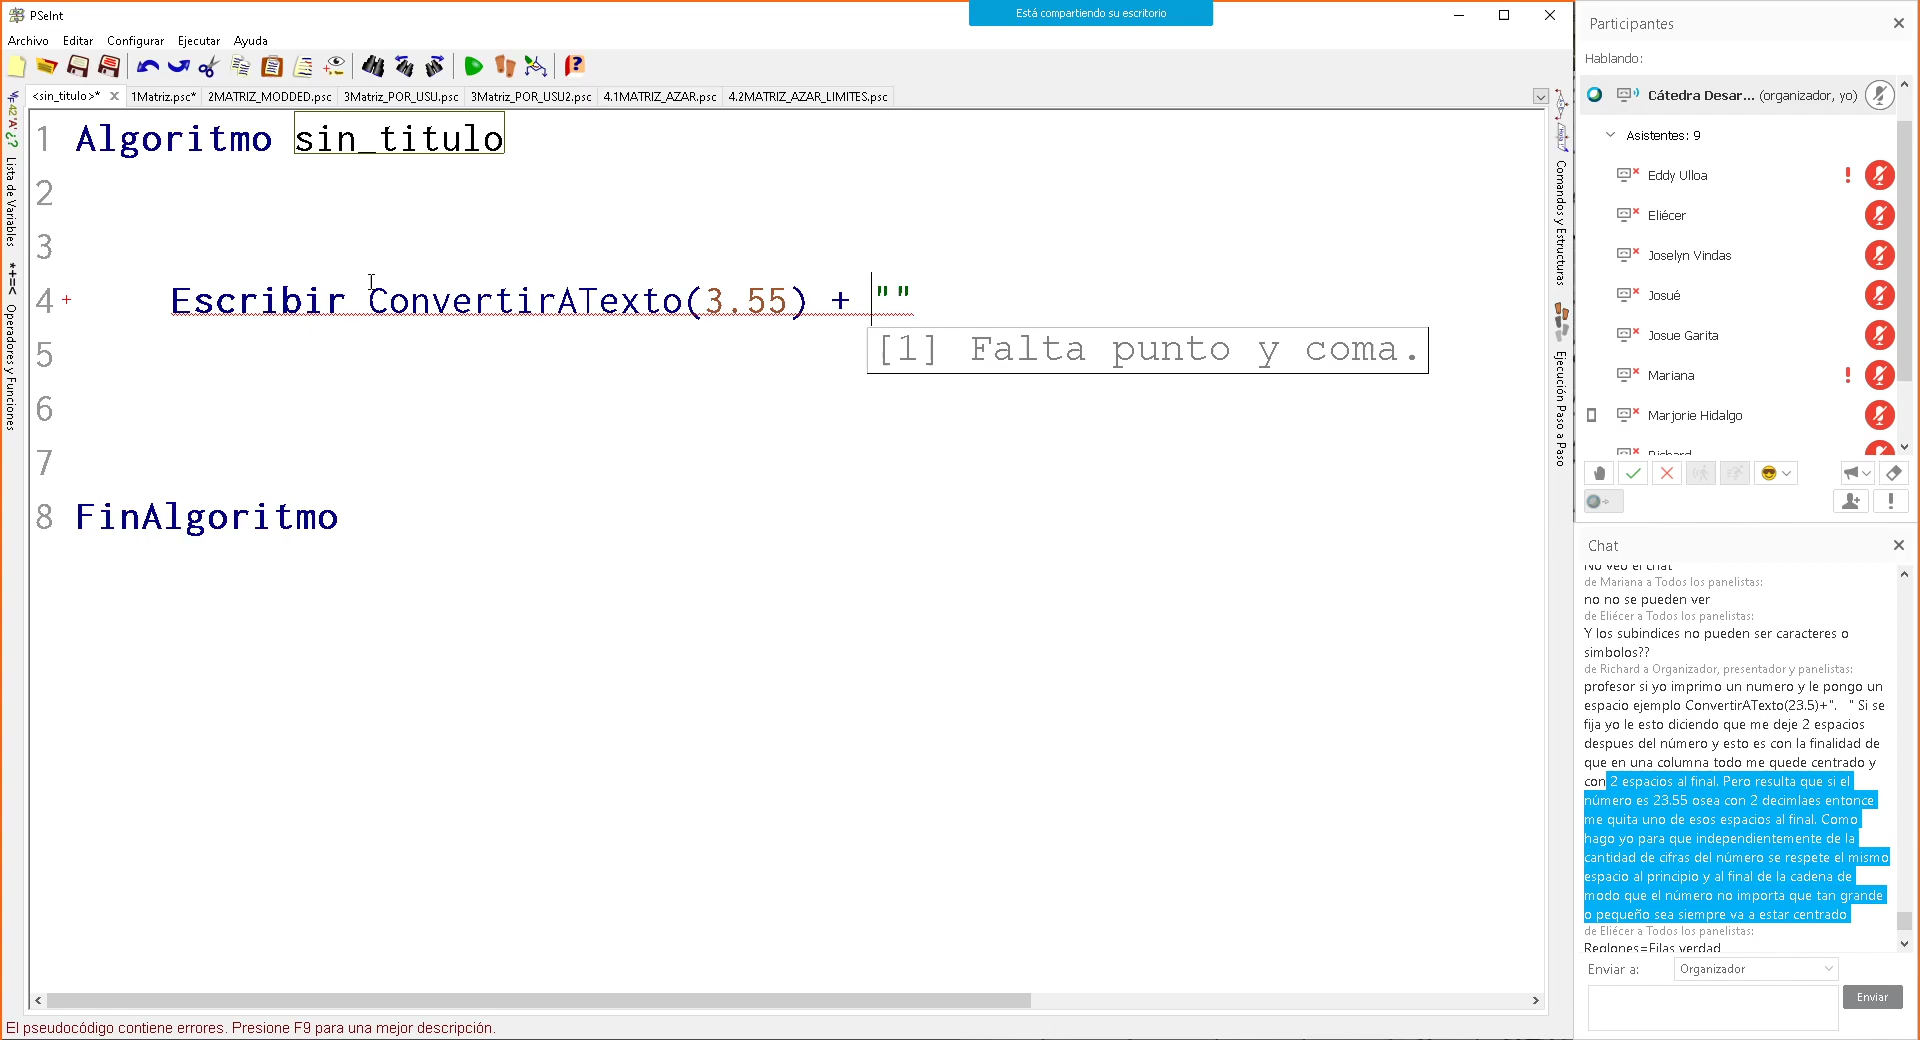 PSeInt
Está compartiendo su escritorio
Archivo Editar Configurar Ejecutar Ayuda
<sin_titulo>* 1Matriz.psc* 2MATRIZ_MODDED.psc 3Matriz_POR_USU.psc 3Matriz_POR_USU2.psc 4.1MATRIZ_AZAR.psc 4.2MATRIZ_AZAR_LIMITES.psc
Lista de Variables
Operadores y Funciones
1 Algoritmo sin_titulo
2
3
4 + Escribir ConvertirATexto(3.55) + ""
[1] Falta punto y coma.
5
6
7
8 FinAlgoritmo
Comandos y Estructuras
Ejecución Paso a Paso
El pseudocódigo contiene errores. Presione F9 para una mejor descripción.
Participantes
Hablando:
Cátedra Desar... (organizador, yo)
Asistentes: 9
Eddy Ulloa
Eliécer
Joselyn Vindas
Josué
Josue Garita
Mariana
Marjorie Hidalgo
Richard
Chat
No veo el chat
de Mariana a Todos los panelistas:
no no se pueden ver
de Eliécer a Todos los panelistas:
Y los subindices no pueden ser caracteres o
simbolos??
de Richard a Organizador, presentador y panelistas:
profesor si yo imprimo un numero y le pongo un
espacio ejemplo ConvertirATexto(23.5)+".   " Si se
fija yo le esto diciendo que me deje 2 espacios
despues del número y esto es con la finalidad de
que en una columna todo me quede centrado y
con 2 espacios al final. Pero resulta que si el
número es 23.55 osea con 2 decimlaes entonce
me quita uno de esos espacios al final. Como
hago yo para que independientemente de la
cantidad de cifras del número se respete el mismo
espacio al principio y al final de la cadena de
modo que el número no importa que tan grande
o pequeño sea siempre va a estar centrado
de Eliécer a Todos los panelistas:
Reglones=Filas verdad
Enviar a: Organizador
Enviar